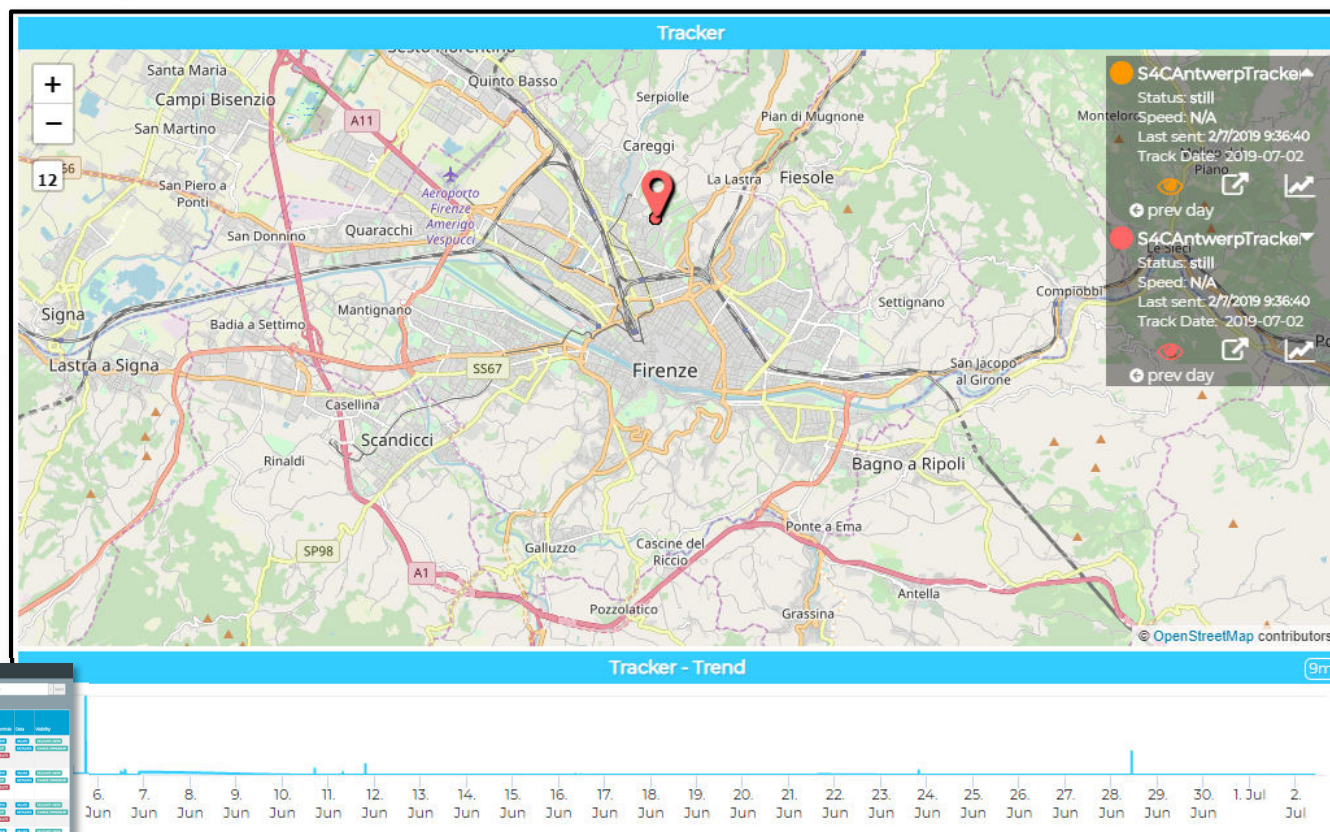 Tracker
Sesto Fiorentino
Santa Maria
Campi Bisenzio
San Martino
Quinto Basso
Serpiolle
Pian di Mugnone
Careggi
A11
+
−
12
66
San Piero a
Ponti
Aeroporto
Firenze
Amerigo
Vespucci
La Lastra
Fiesole
San Donnino
Quaracchi
Signa
Badia a Settimo
Mantignano
Settignano
Compiobbi
Le Sieci
Lastra a Signa
SS67
Firenze
San Jacopo
al Girone
Casellina
Scandicci
Rinaldi
Bagno a Ripoli
SP98
Galluzzo
Cascine del
Riccio
Ponte a Ema
A1
Antella
Pozzolatico
Grassina
S4CAntwerpTracker
Status: still
Speed: N/A
Last sent: 2/7/2019 9:36:40
Track Date: 2019-07-02
prev day
S4CAntwerpTracker
Status: still
Speed: N/A
Last sent: 2/7/2019 9:36:40
Track Date: 2019-07-02
prev day
© OpenStreetMap contributors
Tracker - Trend
6. Jun 7. Jun 8. Jun 9. Jun 10. Jun 11. Jun 12. Jun 13. Jun 14. Jun 15. Jun 16. Jun 17. Jun 18. Jun 19. Jun 20. Jun 21. Jun 22. Jun 23. Jun 24. Jun 25. Jun 26. Jun 27. Jun 28. Jun 29. Jun 30. Jun 1. Jul 2. Jul